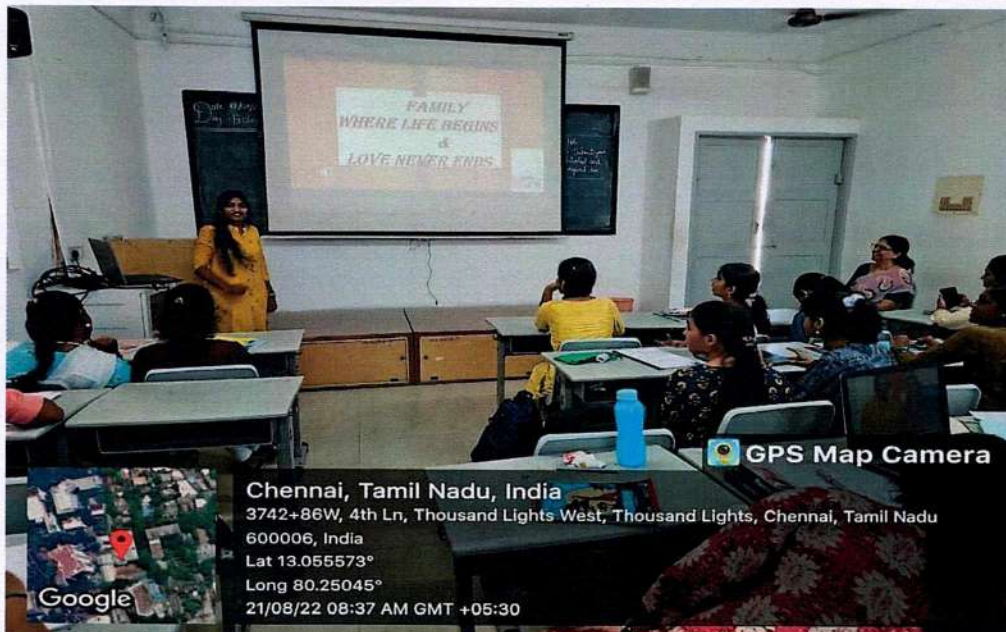 FAMILY
WHERE LIFE BEGINS
&
LOVE NEVER ENDS
GPS Map Camera
Chennai, Tamil Nadu, India
3742+86W, 4th Ln, Thousand Lights West, Thousand Lights, Chennai, Tamil Nadu
600006, India
Lat 13.055573°
Long 80.25045°
21/08/22 08:37 AM GMT +05:30
Google